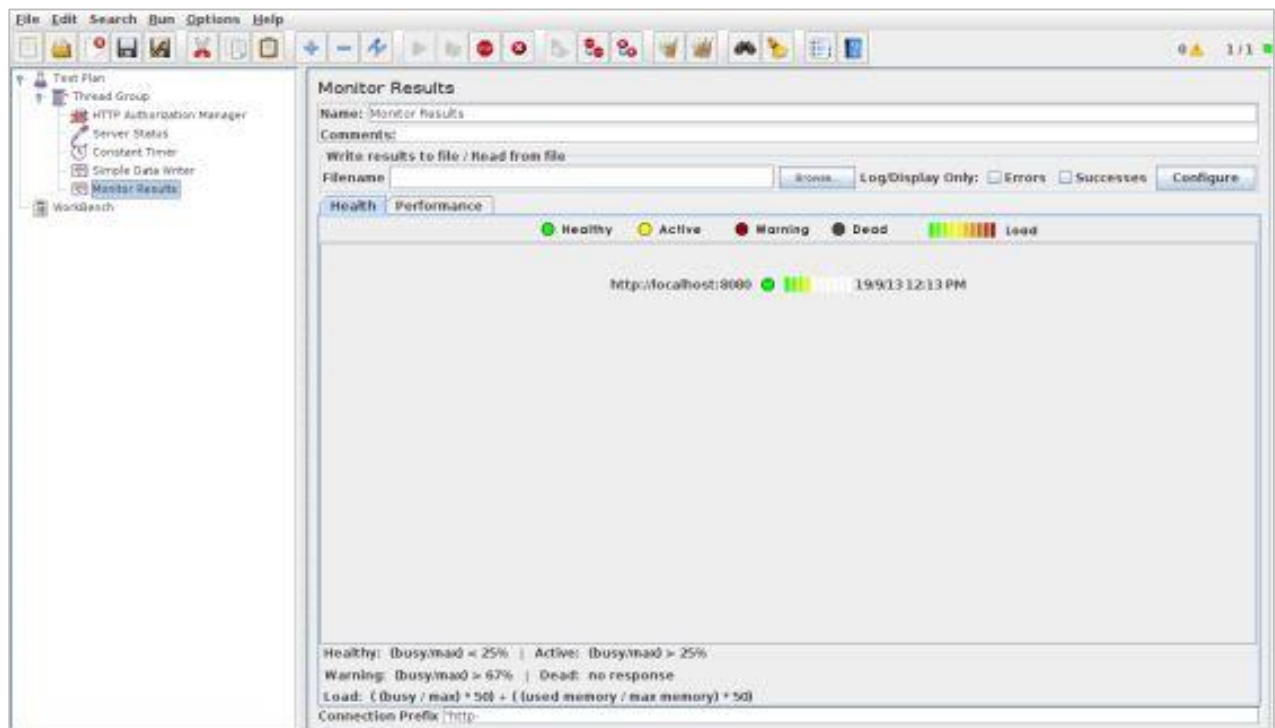 File Edit Search Run Options Help
0 1/1
Test Plan
Thread Group
HTTP Authorization Manager
Server Status
Constant Timer
Simple Data Writer
Monitor Results
WorkBench
Monitor Results
Name: Monitor Results
Comments:
Write results to file / Read from file
Filename Browse... Log/Display Only: Errors Successes Configure
Health Performance
Healthy Active Warning Dead Load
http://localhost:8080 19/9/13 12:13 PM
Healthy: (busy/max) < 25% | Active: (busy/max) > 25%
Warning: (busy/max) > 67% | Dead: no response
Load: ( (busy / max) * 50) + ( (used memory / max memory) * 50)
Connection Prefix "http-